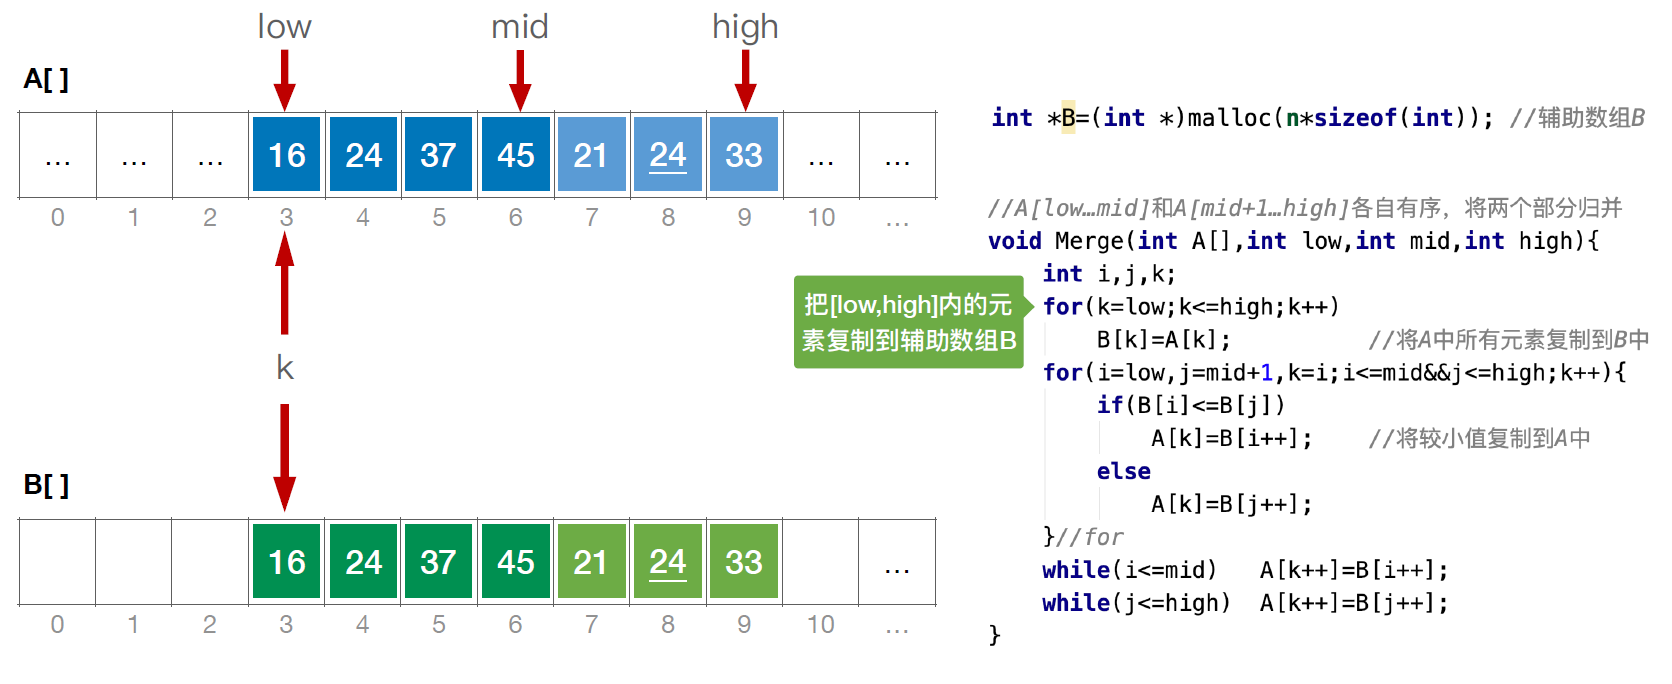 low mid high
A[ ]
... ... ... 16 24 37 45 21 24 33 ... ...
0 1 2 3 4 5 6 7 8 9 10 ...
k
B[ ]
16 24 37 45 21 24 33 ...
0 1 2 3 4 5 6 7 8 9 10 ...
把[low,high]内的元
素复制到辅助数组B
int *B=(int *)malloc(n*sizeof(int)); //辅助数组B
//A[low…mid]和A[mid+1…high]各自有序，将两个部分归并
void Merge(int A[],int low,int mid,int high){
int i,j,k;
for(k=low;k<=high;k++)
B[k]=A[k]; //将A中所有元素复制到B中
for(i=low,j=mid+1,k=i;i<=mid&&j<=high;k++){
if(B[i]<=B[j])
A[k]=B[i++]; //将较小值复制到A中
else
A[k]=B[j++];
}//for
while(i<=mid) A[k++]=B[i++];
while(j<=high) A[k++]=B[j++];
}